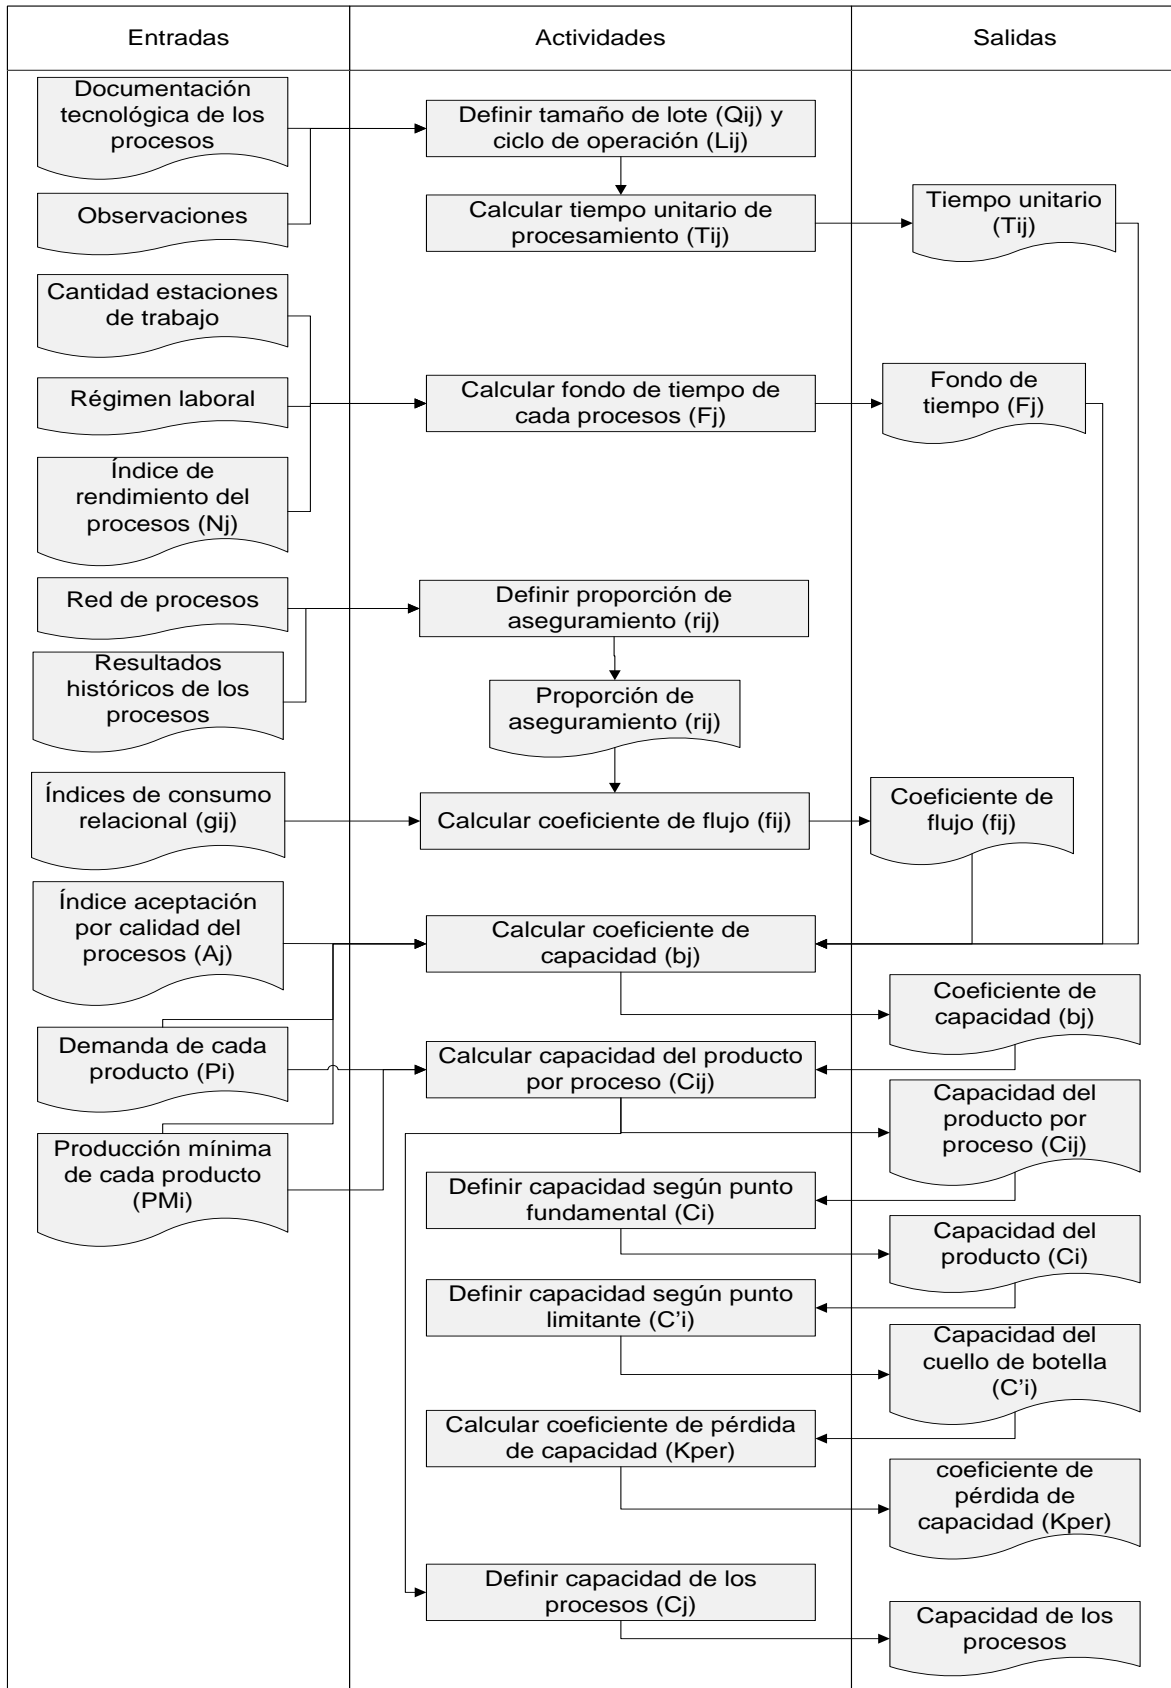 Entradas
Actividades
Salidas
Documentación
tecnológica de los
procesos
Definir tamaño de lote (Qij) y
ciclo de operación (Lij)
Observaciones
Calcular tiempo unitario de
procesamiento (Tij)
Tiempo unitario
(Tij)
Cantidad estaciones
de trabajo
Régimen laboral
Calcular fondo de tiempo de
cada procesos (Fj)
Fondo de
tiempo (Fj)
Índice de
rendimiento del
procesos (Nj)
Red de procesos
Definir proporción de
aseguramiento (rij)
Resultados
históricos de los
procesos
Proporción de
aseguramiento (rij)
Índices de consumo
relacional (gij)
Calcular coeficiente de flujo (fij)
Coeficiente de
flujo (fij)
Índice aceptación
por calidad del
procesos (Aj)
Calcular coeficiente de
capacidad (bj)
Coeficiente de
capacidad (bj)
Demanda de cada
producto (Pi)
Calcular capacidad del producto
por proceso (Cij)
Capacidad del
producto por
proceso (Cij)
Producción mínima
de cada producto
(PMi)
Definir capacidad según punto
fundamental (Ci)
Capacidad del
producto (Ci)
Definir capacidad según punto
limitante (C’i)
Capacidad del
cuello de botella
(C’i)
Calcular coeficiente de pérdida
de capacidad (Kper)
coeficiente de
pérdida de
capacidad (Kper)
Definir capacidad de los
procesos (Cj)
Capacidad de los
procesos